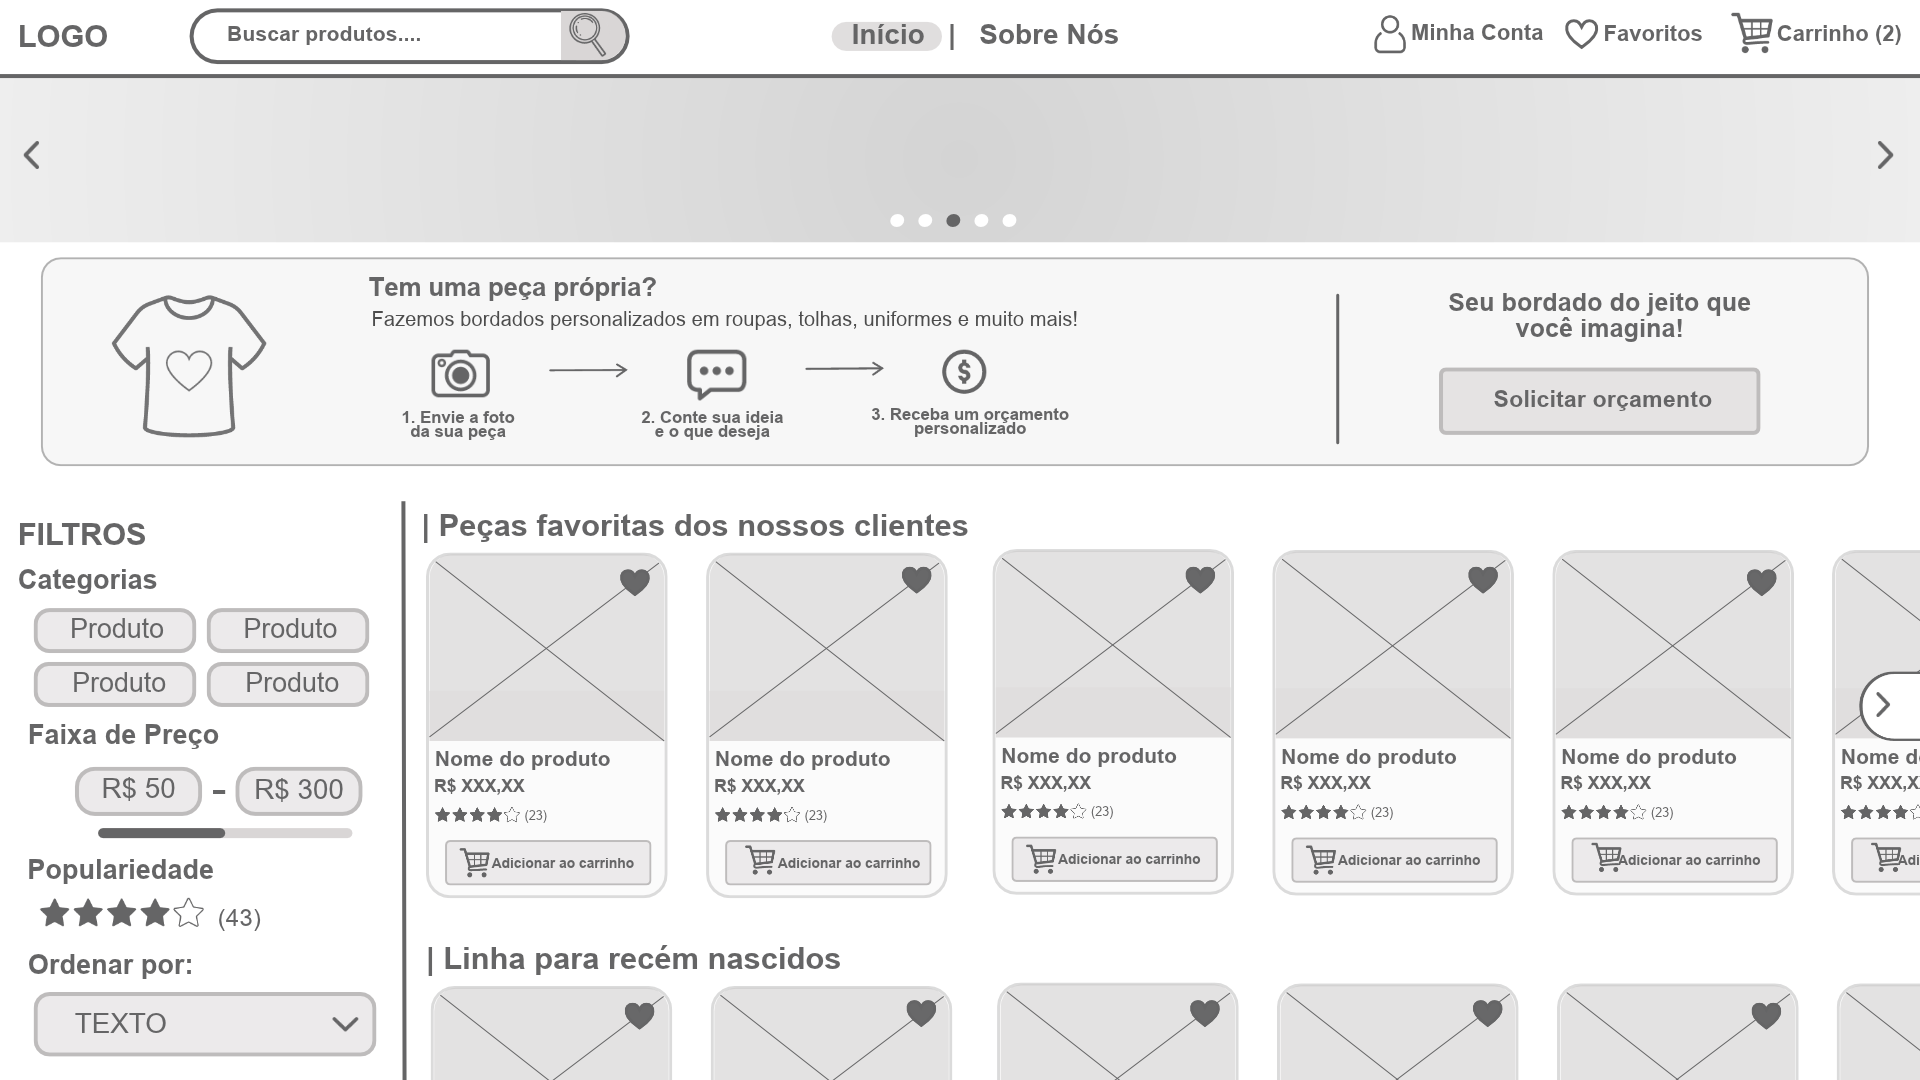 LOGO
Buscar produtos....
Início | Sobre Nós
Minha Conta
Favoritos
Carrinho (2)
Tem uma peça própria?
Fazemos bordados personalizados em roupas, tolhas, uniformes e muito mais!
1. Envie a foto
da sua peça
2. Conte sua ideia
e o que deseja
3. Receba um orçamento
personalizado
Seu bordado do jeito que
você imagina!
Solicitar orçamento
FILTROS
Categorias
Produto
Produto
Produto
Produto
Faixa de Preço
R$ 50 - R$ 300
Populariedade
(43)
Ordenar por:
TEXTO
| Peças favoritas dos nossos clientes
Nome do produto
R$ XXX,XX
(23)
Adicionar ao carrinho
Nome do produto
R$ XXX,XX
(23)
Adicionar ao carrinho
Nome do produto
R$ XXX,XX
(23)
Adicionar ao carrinho
Nome do produto
R$ XXX,XX
(23)
Adicionar ao carrinho
Nome do produto
R$ XXX,XX
(23)
Adicionar ao carrinho
Nome d
R$ XXX,X
Adi
| Linha para recém nascidos